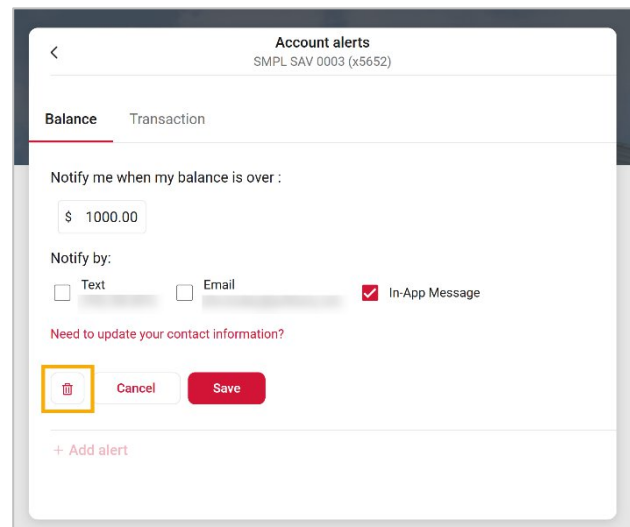 Account alerts
SMPL SAV 0003 (x5652)
Balance Transaction
Notify me when my balance is over :
$ 1000.00
Notify by:
Text Email In-App Message
Need to update your contact information?
Cancel Save
+ Add alert